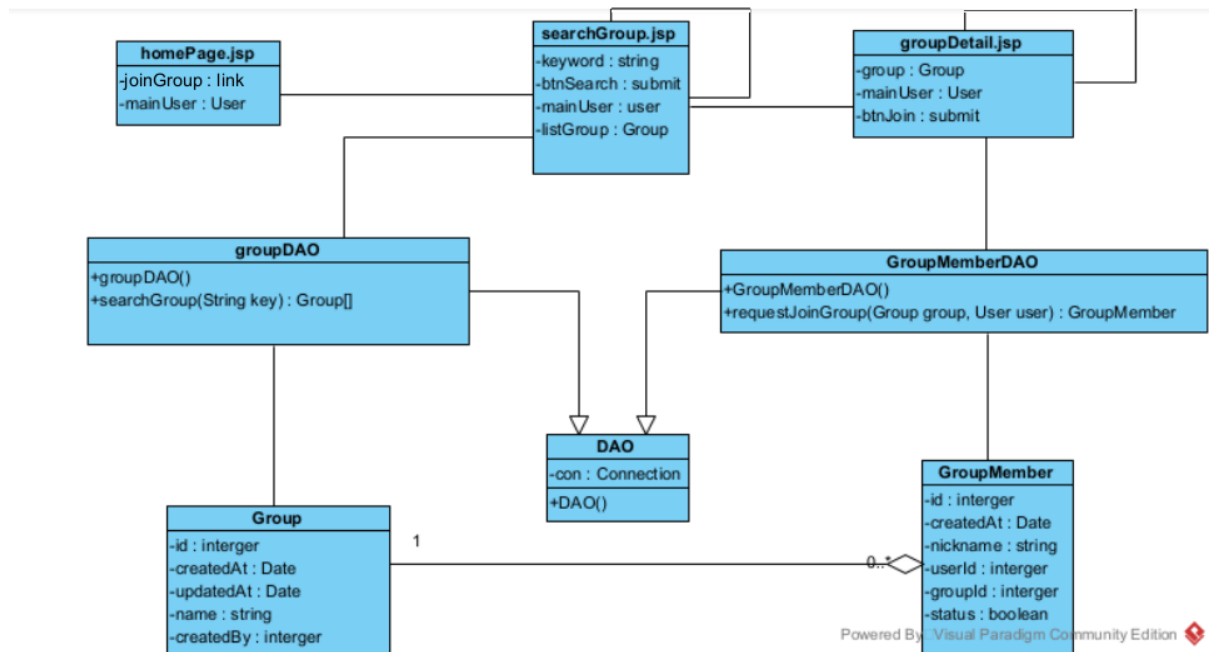 homePage.jsp
-joinGroup : link
-mainUser : User
searchGroup.jsp
-keyword : string
-btnSearch : submit
-mainUser : user
-listGroup : Group
groupDetail.jsp
-group : Group
-mainUser : User
-btnJoin : submit
groupDAO
+groupDAO()
+searchGroup(String key) : Group[]
GroupMemberDAO
+GroupMemberDAO()
+requestJoinGroup(Group group, User user) : GroupMember
DAO
-con : Connection
+DAO()
Group
-id : interger
-createdAt : Date
-updatedAt : Date
-name : string
-createdBy : interger
1
0..*
GroupMember
-id : interger
-createdAt : Date
-nickname : string
-userId : interger
-groupId : interger
-status : boolean
Powered By Visual Paradigm Community Edition